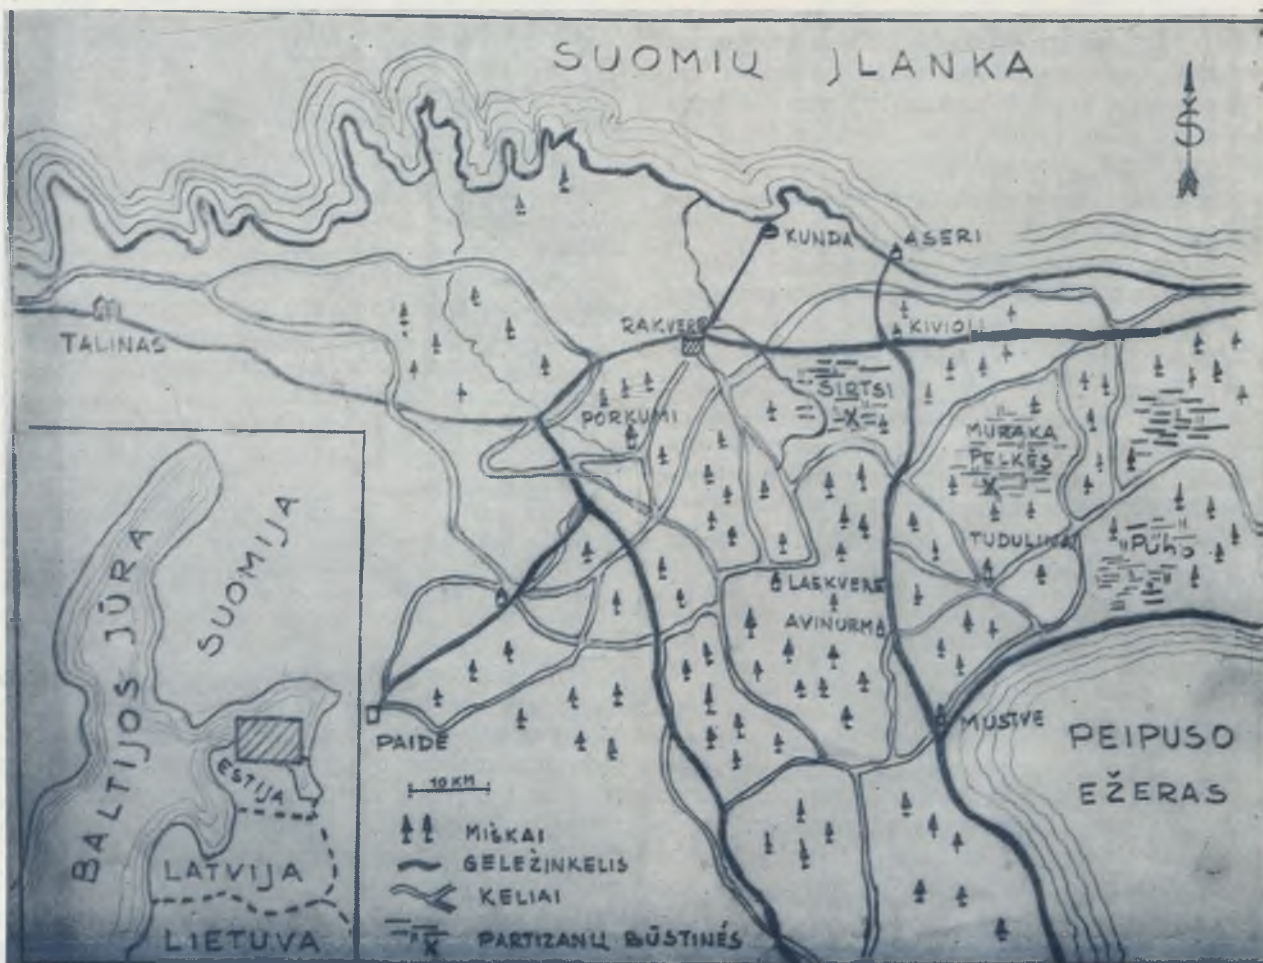 SUOMIŲ ĮLANKA
Š
KUNDA
ASERI
RAKVERE
KIVIOLI
TALINAS
SIRTSI
PORKUMI
MURAKA
PELKĖS
TUDULINA
LAEKVERE
AVINURMA
PAIDE
MUSTVE
PEIPUSO
EŽERAS
10 KM
MIŠKAI
GELEŽINKELIS
KELIAI
PARTIZANŲ BŪSTINĖS
BALTIJOS JŪRA
SUOMIJA
ESTIJA
LATVIJA
LIETUVA